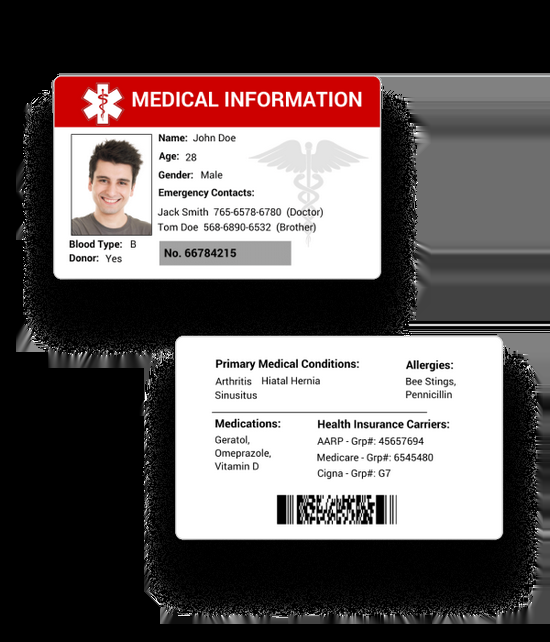 MEDICAL INFORMATION
Name: John Doe
Age: 28
Gender: Male
Emergency Contacts:
Jack Smith 765-6578-6780 (Doctor)
Tom Doe 568-6890-6532 (Brother)
Blood Type: B
Donor: Yes
No. 66784215
Primary Medical Conditions:
Arthritis Hiatal Hernia
Sinusitus
Allergies:
Bee Stings,
Pennicillin
Medications:
Geratol,
Omeprazole,
Vitamin D
Health Insurance Carriers:
AARP - Grp#: 45657694
Medicare - Grp#: 6545480
Cigna - Grp#: G7